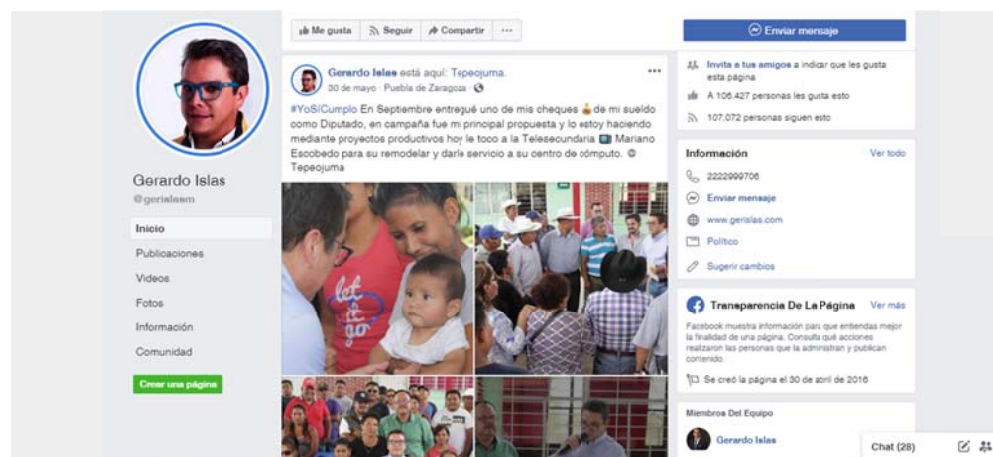 Me gusta
Seguir
Compartir
Enviar mensaje
Gerardo Islas
@gerislasm
Inicio
Publicaciones
Videos
Fotos
Información
Comunidad
Crear una página
Gerardo Islas está aquí: Tepeojuma.
30 de mayo · Puebla de Zaragoza ·
#YoSíCumplo En Septiembre entregué uno de mis cheques de mi sueldo
como Diputado, en campaña fue mi principal propuesta y lo estoy haciendo
mediante proyectos productivos hoy le toco a la Telesecundaria Mariano
Escobedo para su remodelar y darle servicio a su centro de cómputo. @
Tepeojuma
let
Invita a tus amigos a indicar que les gusta
esta página
A 106.427 personas les gusta esto
107.072 personas siguen esto
Información Ver todo
2222999706
Enviar mensaje
www.gerislas.com
Político
Sugerir cambios
Transparencia De La Página Ver más
Facebook muestra información para que entiendas mejor
la finalidad de una página. Consulta qué acciones
realizaron las personas que la administran y publican
contenido.
Se creó la página el 30 de abril de 2016
Miembros Del Equipo
Gerardo Islas
Chat (28)